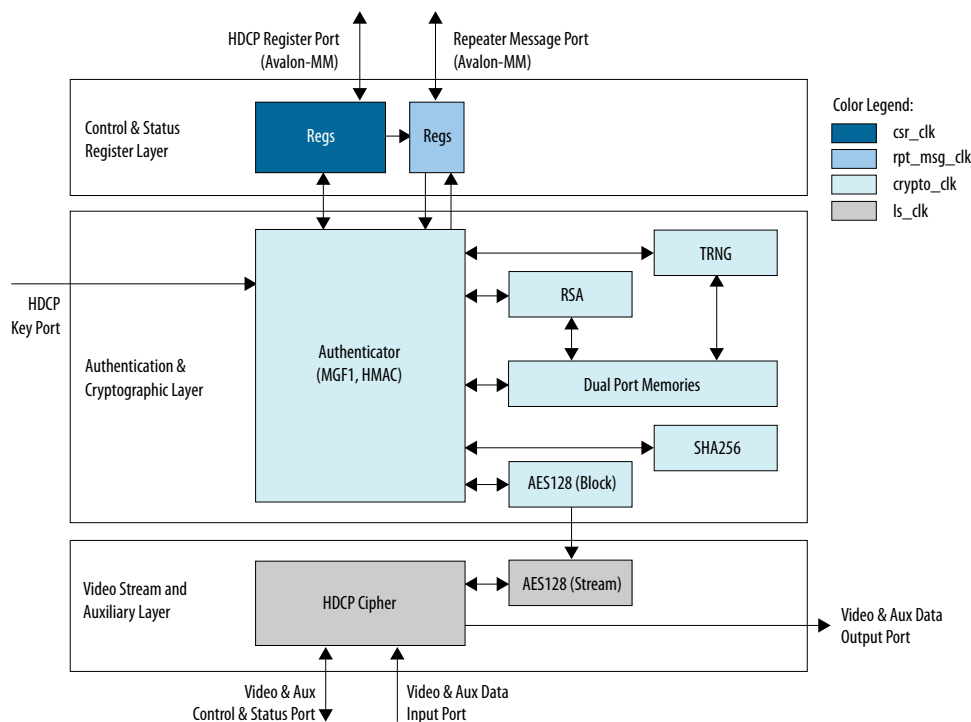 HDCP Register Port
(Avalon-MM)
Repeater Message Port
(Avalon-MM)
Control & Status
Register Layer
Regs
Regs
Color Legend:
csr_clk
rpt_msg_clk
crypto_clk
ls_clk
HDCP
Key Port
Authentication &
Cryptographic Layer
Authenticator
(MGF1, HMAC)
TRNG
RSA
Dual Port Memories
SHA256
AES128 (Block)
Video Stream and
Auxiliary Layer
HDCP Cipher
AES128 (Stream)
Video & Aux Data
Output Port
Video & Aux
Control & Status Port
Video & Aux Data
Input Port